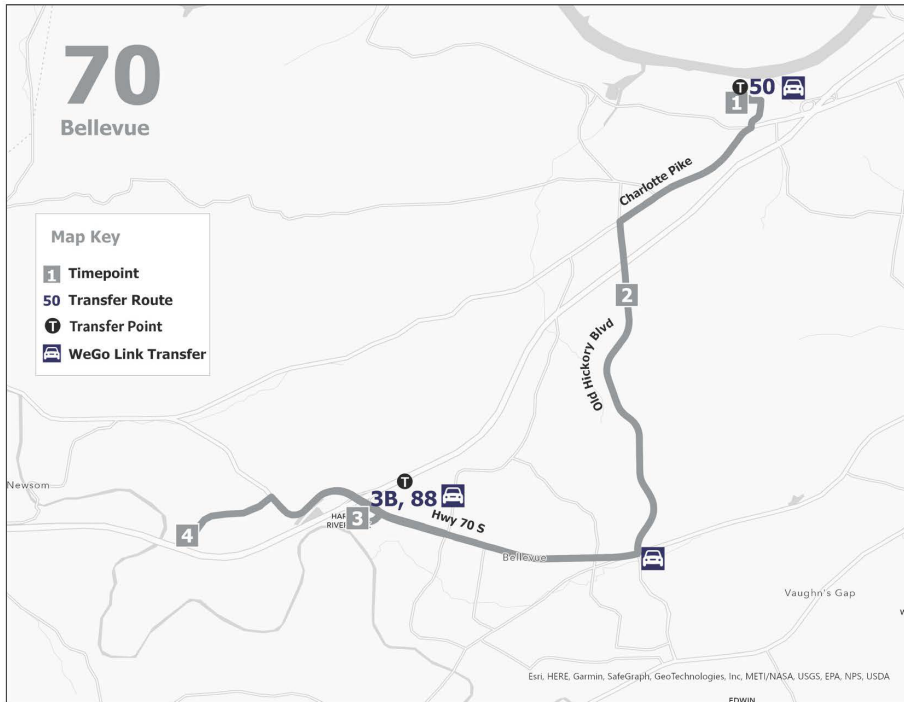 70
Bellevue
Map Key
1 Timepoint
50 Transfer Route
T Transfer Point
WeGo Link Transfer
T 50
1
Charlotte Pike
2
Old Hickory Blvd
Newsom
T
3B, 88
3
Hwy 70 S
4
Bellevue
Vaughn's Gap
Esri, HERE, Garmin, SafeGraph, GeoTechnologies, Inc, METI/NASA, USGS, EPA, NPS, USDA